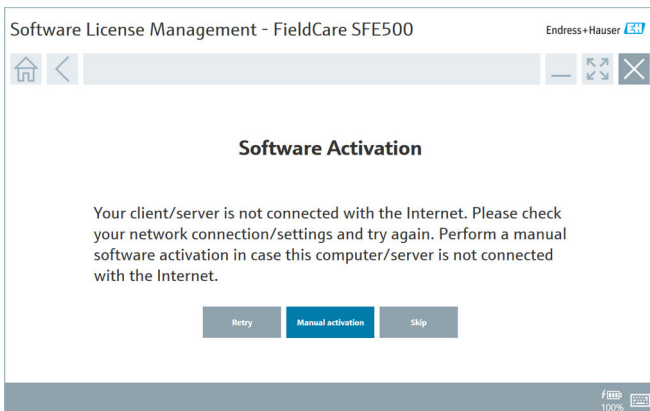 Software License Management - FieldCare SFE500
Endress+Hauser EH
Software Activation
Your client/server is not connected with the Internet. Please check
your network connection/settings and try again. Perform a manual
software activation in case this computer/server is not connected
with the Internet.
Retry
Manual activation
Skip
100%